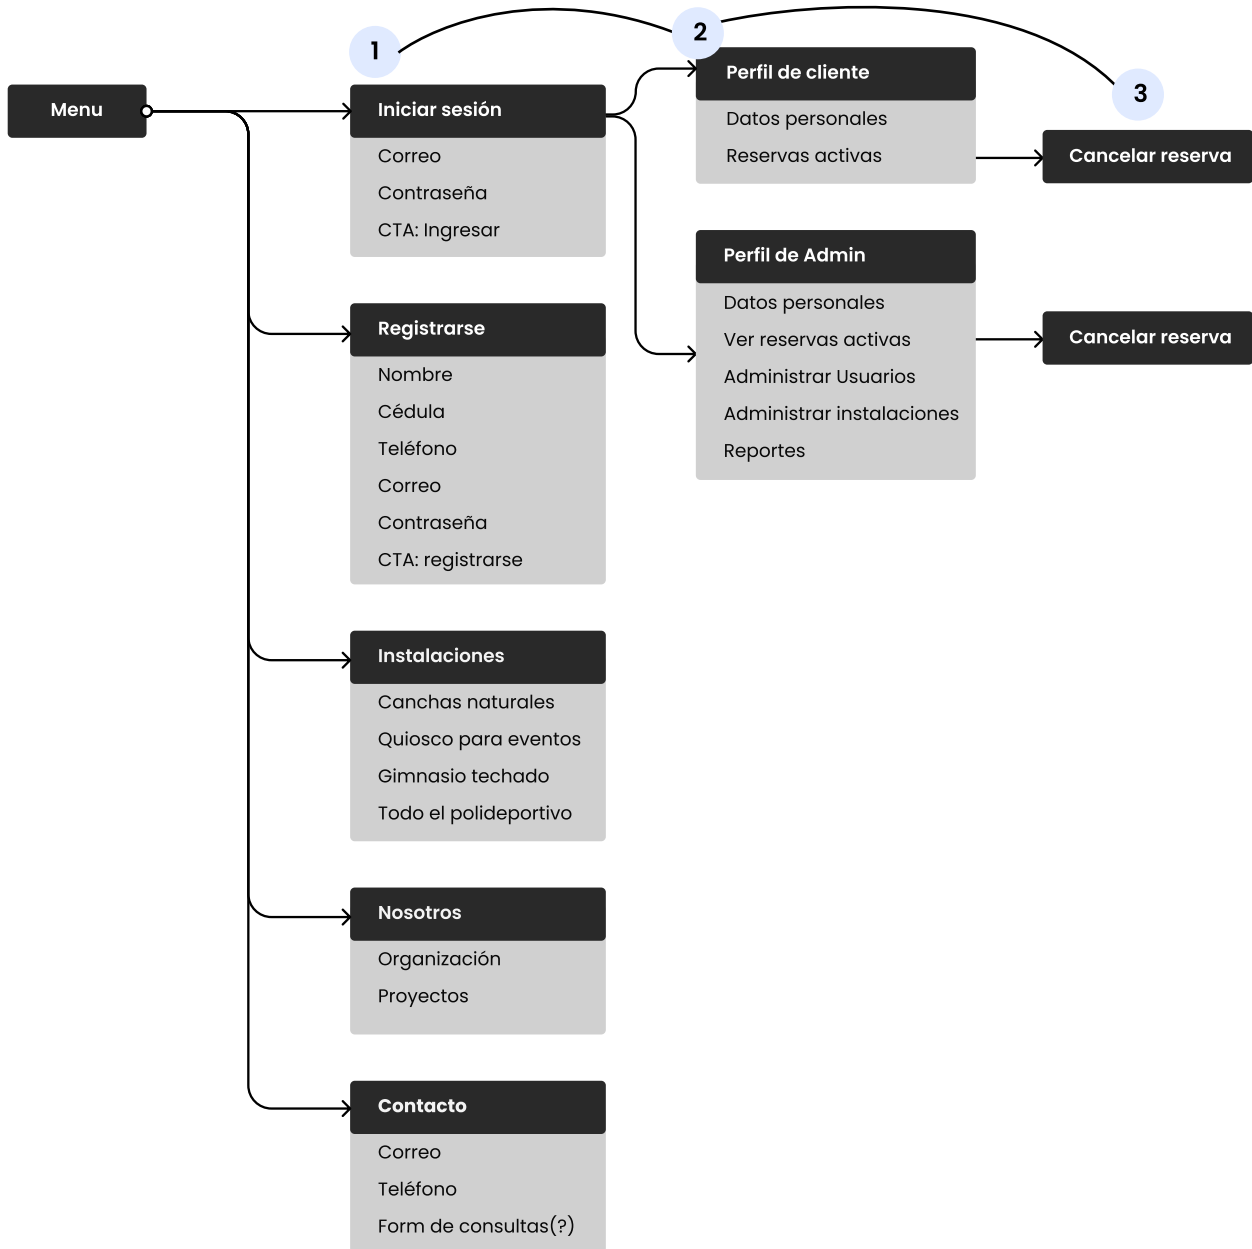 1
2
3
Menu
Iniciar sesión
Correo
Contraseña
CTA: Ingresar
Perfil de cliente
Datos personales
Reservas activas
Cancelar reserva
Perfil de Admin
Datos personales
Ver reservas activas
Administrar Usuarios
Administrar instalaciones
Reportes
Cancelar reserva
Registrarse
Nombre
Cédula
Teléfono
Correo
Contraseña
CTA: registrarse
Instalaciones
Canchas naturales
Quiosco para eventos
Gimnasio techado
Todo el polideportivo
Nosotros
Organización
Proyectos
Contacto
Correo
Teléfono
Form de consultas(?)